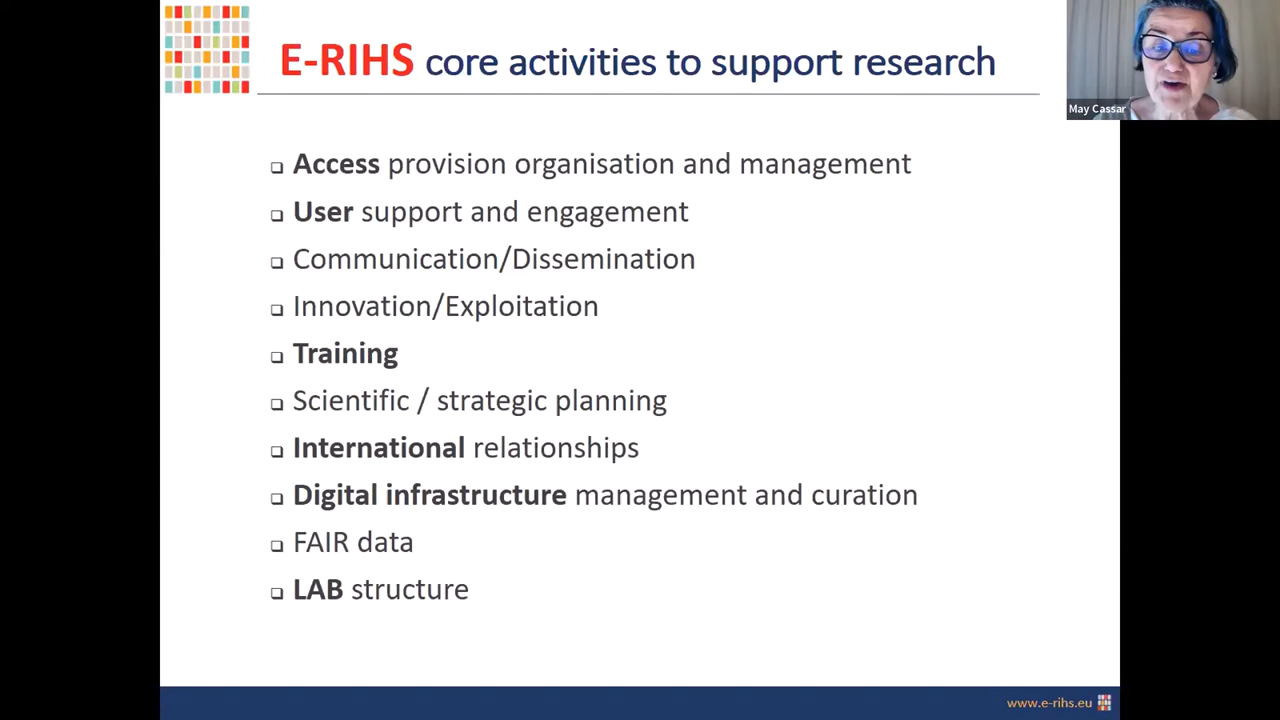 E-RIHS core activities to support research
May Cassar
Access provision organisation and management
User support and engagement
Communication/Dissemination
Innovation/Exploitation
Training
Scientific / strategic planning
International relationships
Digital infrastructure management and curation
FAIR data
LAB structure
www.e-rihs.eu